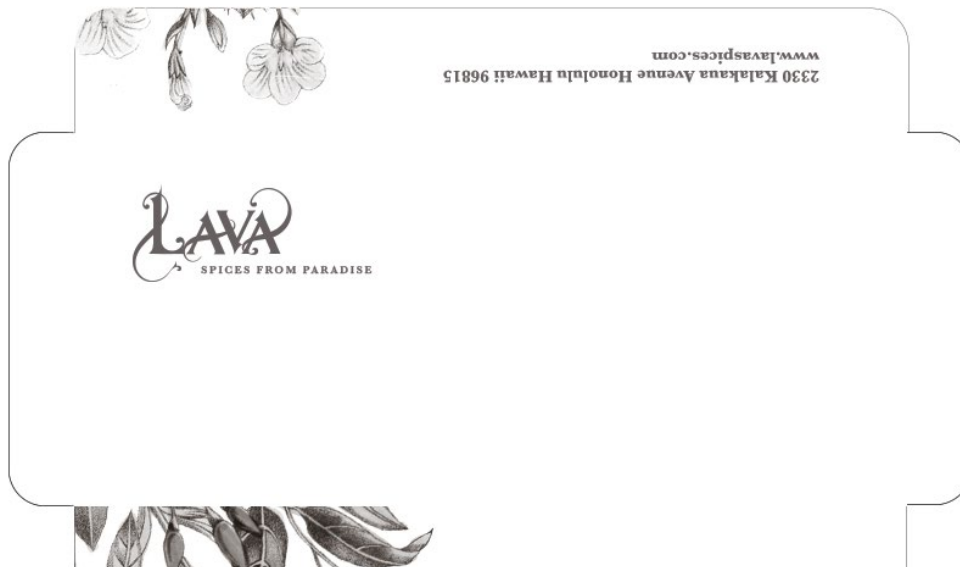 2330 Kalakaua Avenue Honolulu Hawaii 96815
www.lavaspices.com
LAVA
SPICES FROM PARADISE